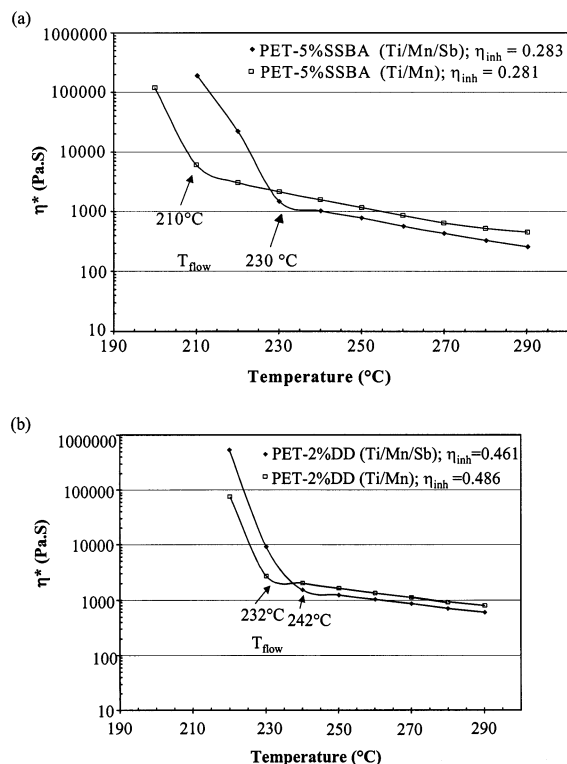 (a)
1000000
PET-5%SSBA (Ti/Mn/Sb); ηinh = 0.283
PET-5%SSBA (Ti/Mn); ηinh = 0.281
100000
10000
η* (Pa.S)
1000
210°C
Tflow
230 °C
100
10
190 210 230 250 270 290
Temperature (°C)
(b)
1000000
PET-2%DD (Ti/Mn/Sb); ηinh=0.461
PET-2%DD (Ti/Mn); ηinh=0.486
100000
10000
η* (Pa.S)
1000
232°C 242°C
Tflow
100
10
190 210 230 250 270 290
Temperature (°C)